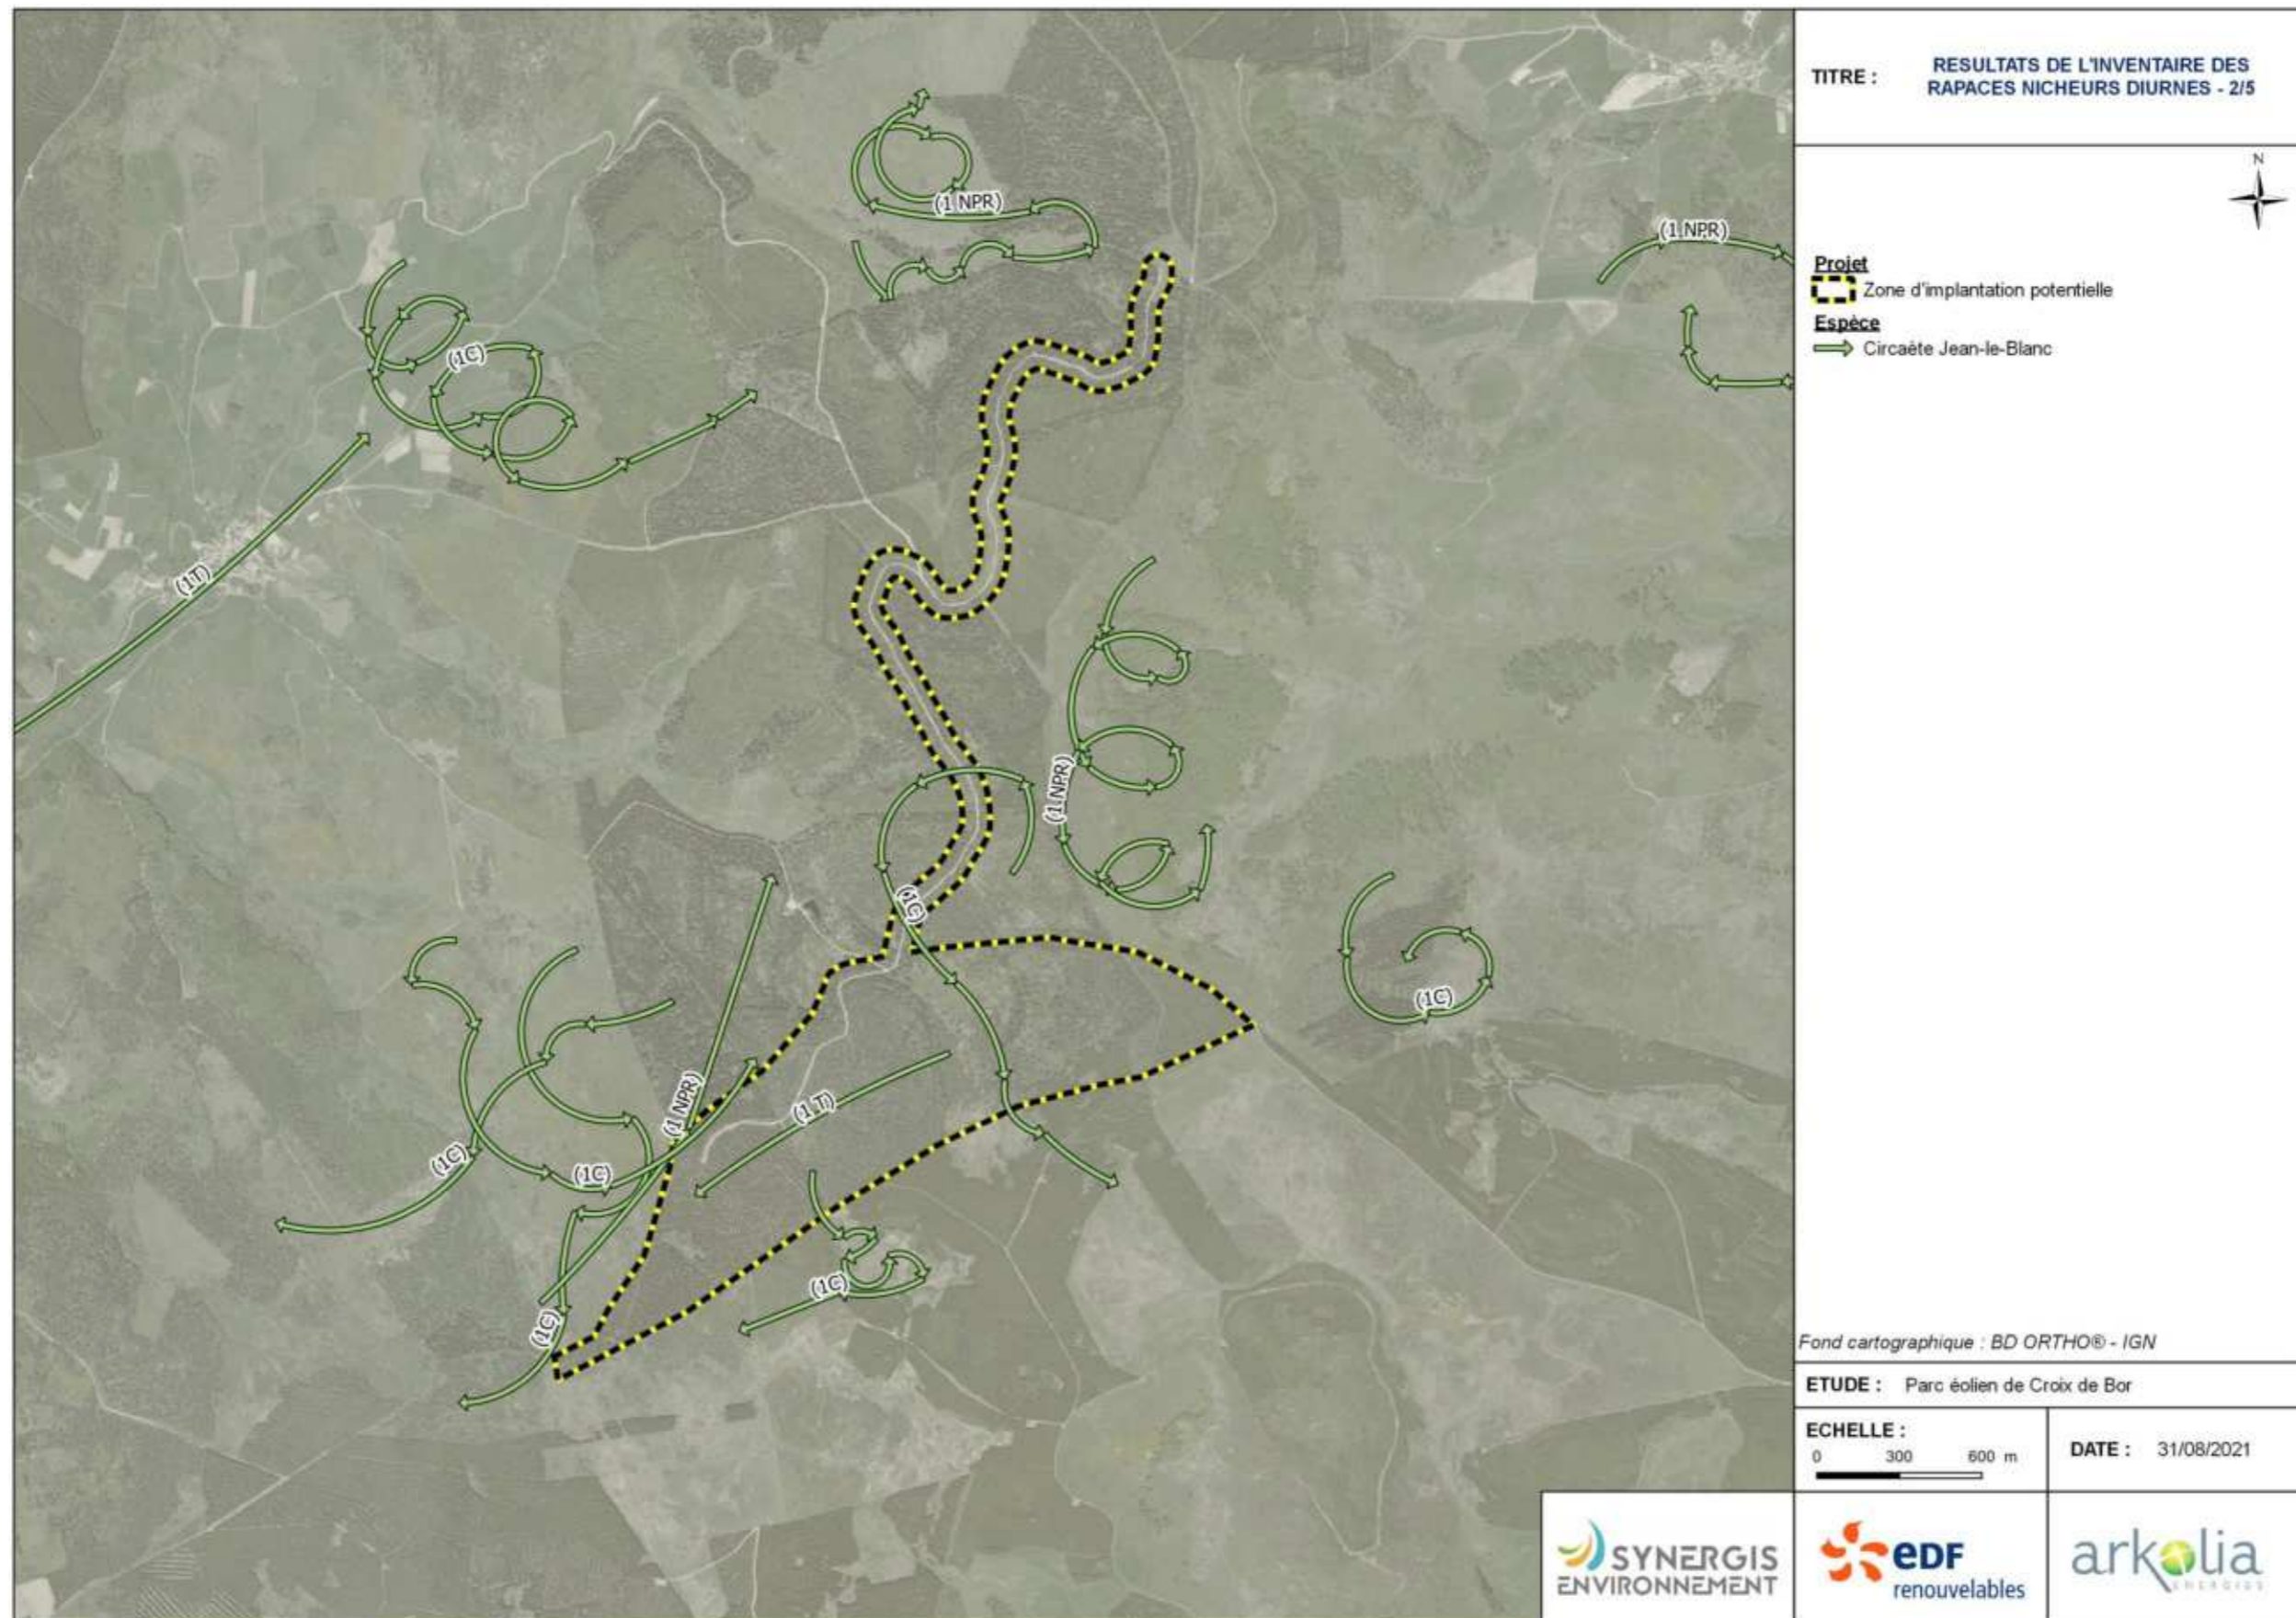 TITRE :
RESULTATS DE L'INVENTAIRE DES
RAPACES NICHEURS DIURNES - 2/5
N
Projet
Zone d'implantation potentielle
Espèce
Circaète Jean-le-Blanc
(1 NPR)
(1 NPR)
(1C)
(1T)
(1 NPR)
(1C)
(1C)
(1 NPR)
(1 T)
(1C)
(1C)
(1C)
(1C)
Fond cartographique : BD ORTHO® - IGN
ETUDE : Parc éolien de Croix de Bor
ECHELLE :
0 300 600 m
DATE : 31/08/2021
SYNERGIS
ENVIRONNEMENT
eDF
renouvelables
arkolia
ENERGIES